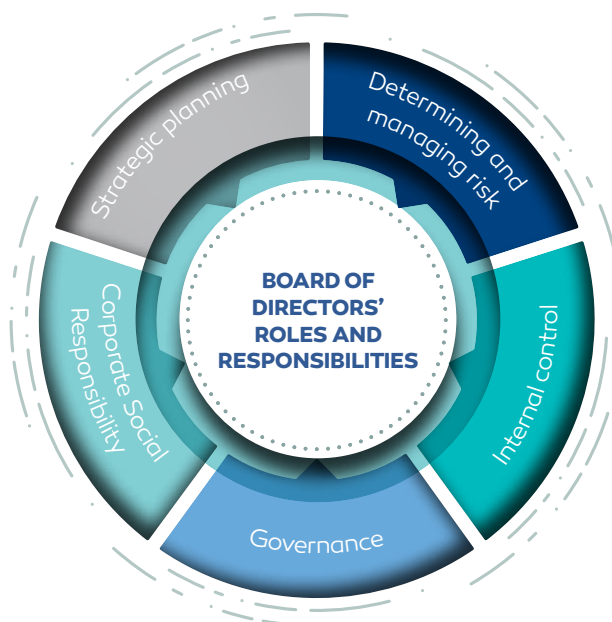 Strategic planning
Determining and
managing risk
Internal control
Governance
Corporate Social
Responsibility
BOARD OF
DIRECTORS’
ROLES AND
RESPONSIBILITIES